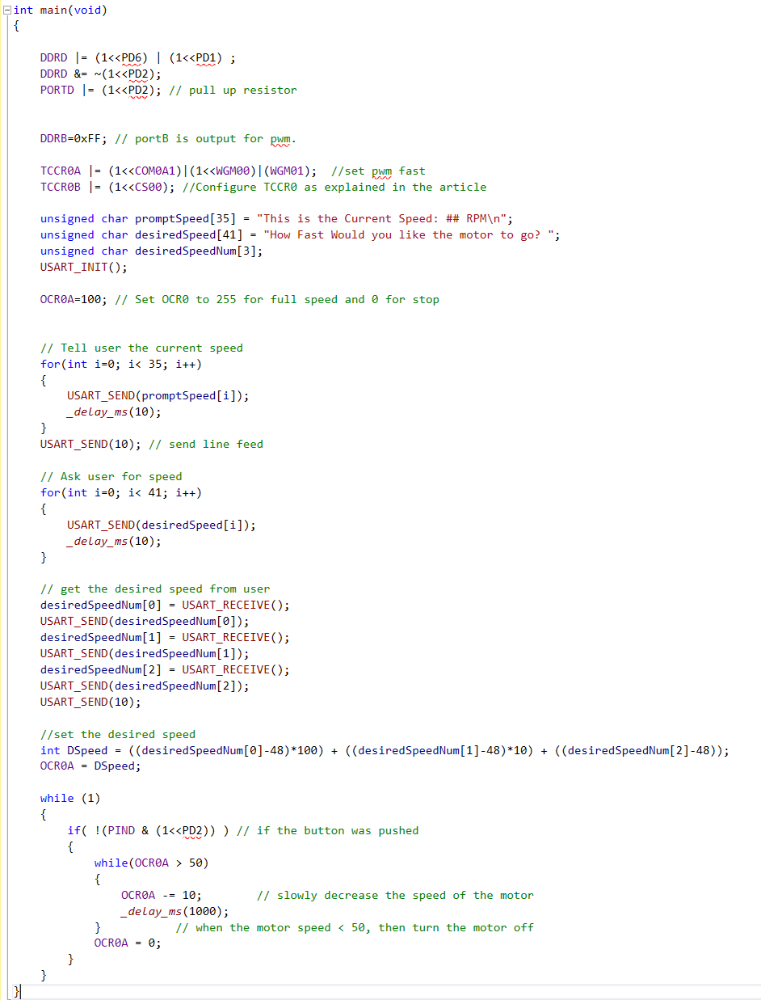 int main(void)
{
DDRD |= (1<<PD6) | (1<<PD1) ;
DDRD &= ~(1<<PD2);
PORTD |= (1<<PD2); // pull up resistor
DDRB=0xFF; // portB is output for pwm.
TCCR0A |= (1<<COM0A1)|(1<<WGM00)|(WGM01);  //set pwm fast
TCCR0B |= (1<<CS00); //Configure TCCR0 as explained in the article
unsigned char promptSpeed[35] = "This is the Current Speed: ## RPM\n";
unsigned char desiredSpeed[41] = "How Fast Would you like the motor to go? ";
unsigned char desiredSpeedNum[3];
USART_INIT();
OCR0A=100; // Set OCR0 to 255 for full speed and 0 for stop
// Tell user the current speed
for(int i=0; i< 35; i++)
{
USART_SEND(promptSpeed[i]);
_delay_ms(10);
}
USART_SEND(10); // send line feed
// Ask user for speed
for(int i=0; i< 41; i++)
{
USART_SEND(desiredSpeed[i]);
_delay_ms(10);
}
// get the desired speed from user
desiredSpeedNum[0] = USART_RECEIVE();
USART_SEND(desiredSpeedNum[0]);
desiredSpeedNum[1] = USART_RECEIVE();
USART_SEND(desiredSpeedNum[1]);
desiredSpeedNum[2] = USART_RECEIVE();
USART_SEND(desiredSpeedNum[2]);
USART_SEND(10);
//set the desired speed
int DSpeed = ((desiredSpeedNum[0]-48)*100) + ((desiredSpeedNum[1]-48)*10) + ((desiredSpeedNum[2]-48));
OCR0A = DSpeed;
while (1)
{
if( !(PIND & (1<<PD2)) ) // if the button was pushed
{
while(OCR0A > 50)
{
OCR0A -= 10;        // slowly decrease the speed of the motor
_delay_ms(1000);
}           // when the motor speed < 50, then turn the motor off
OCR0A = 0;
}
}
}